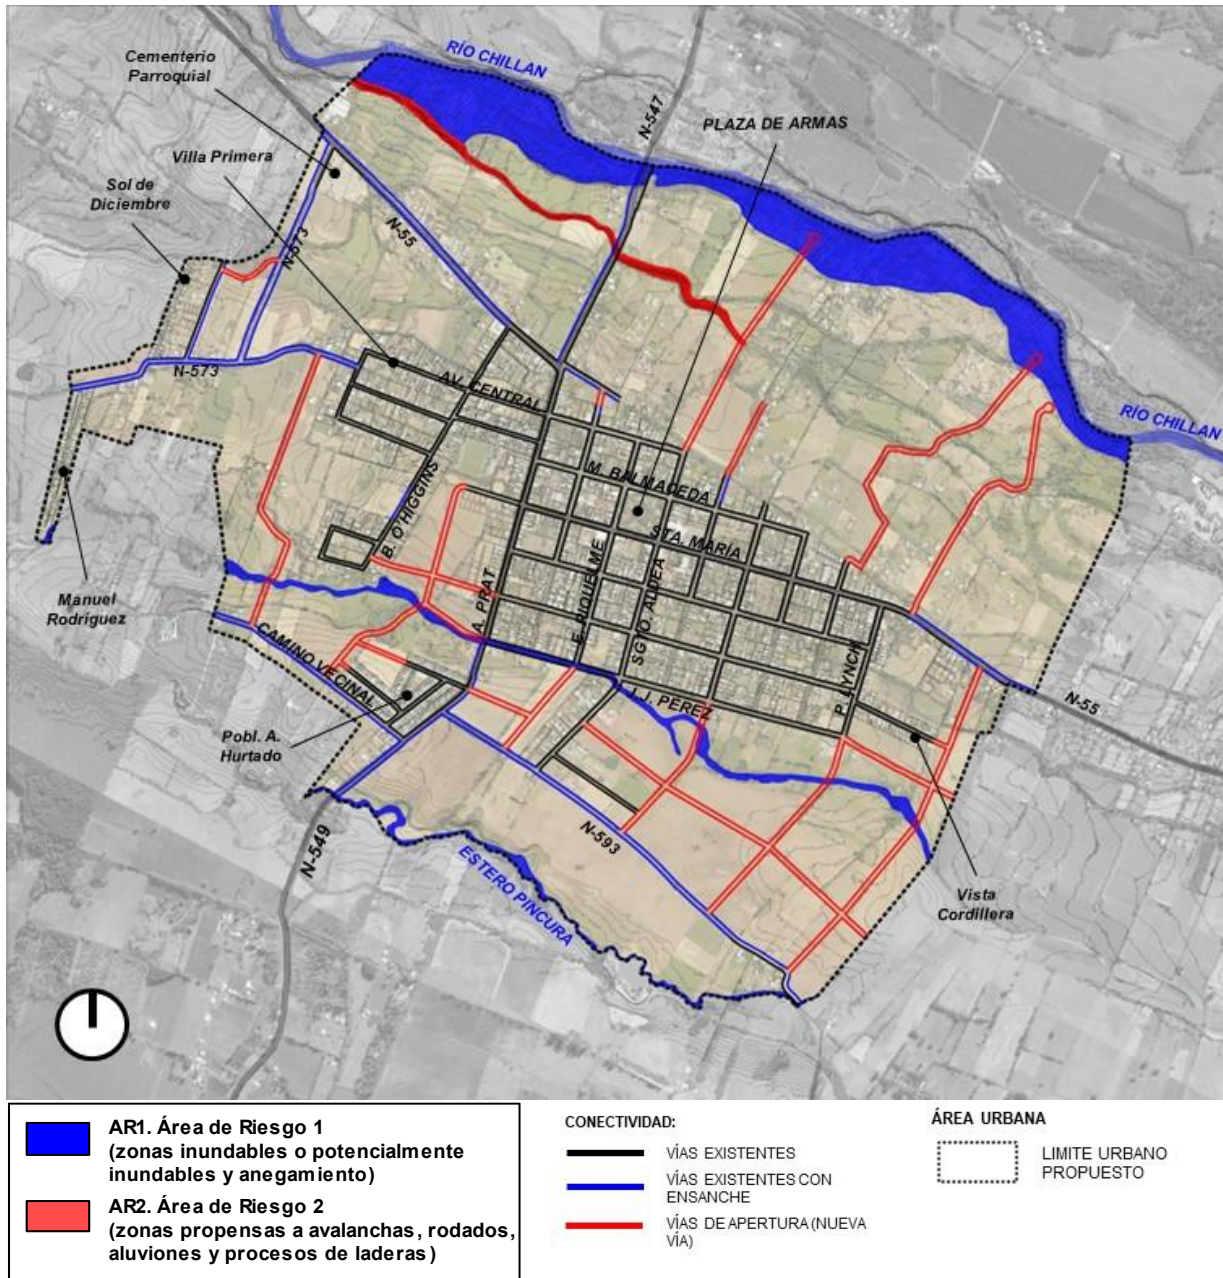 RÍO CHILLAN
Cementerio
Parroquial
N-547
PLAZA DE ARMAS
Villa Primera
Sol de
Diciembre
N-55
N-573
N-573
AV. CENTRAL
RÍO CHILLAN
M. BALMACEDA
B. O'HIGGINS
STA. MARÍA
E. RIQUELME
SGTO. ALDEA
A. PRAT
Manuel
Rodríguez
CAMINO VECINAL
P. LYNCH
J.J. PEREZ
N-55
Pobl. A.
Hurtado
N-593
N-549
ESTERO PINCURA
Vista
Cordillera
AR1. Área de Riesgo 1
(zonas inundables o potencialmente
inundables y anegamiento)
AR2. Área de Riesgo 2
(zonas propensas a avalanchas, rodados,
aluviones y procesos de laderas)
CONECTIVIDAD:
VÍAS EXISTENTES
VÍAS EXISTENTES CON
ENSANCHE
VÍAS DE APERTURA (NUEVA
VÍA)
ÁREA URBANA
LIMITE URBANO
PROPUESTO